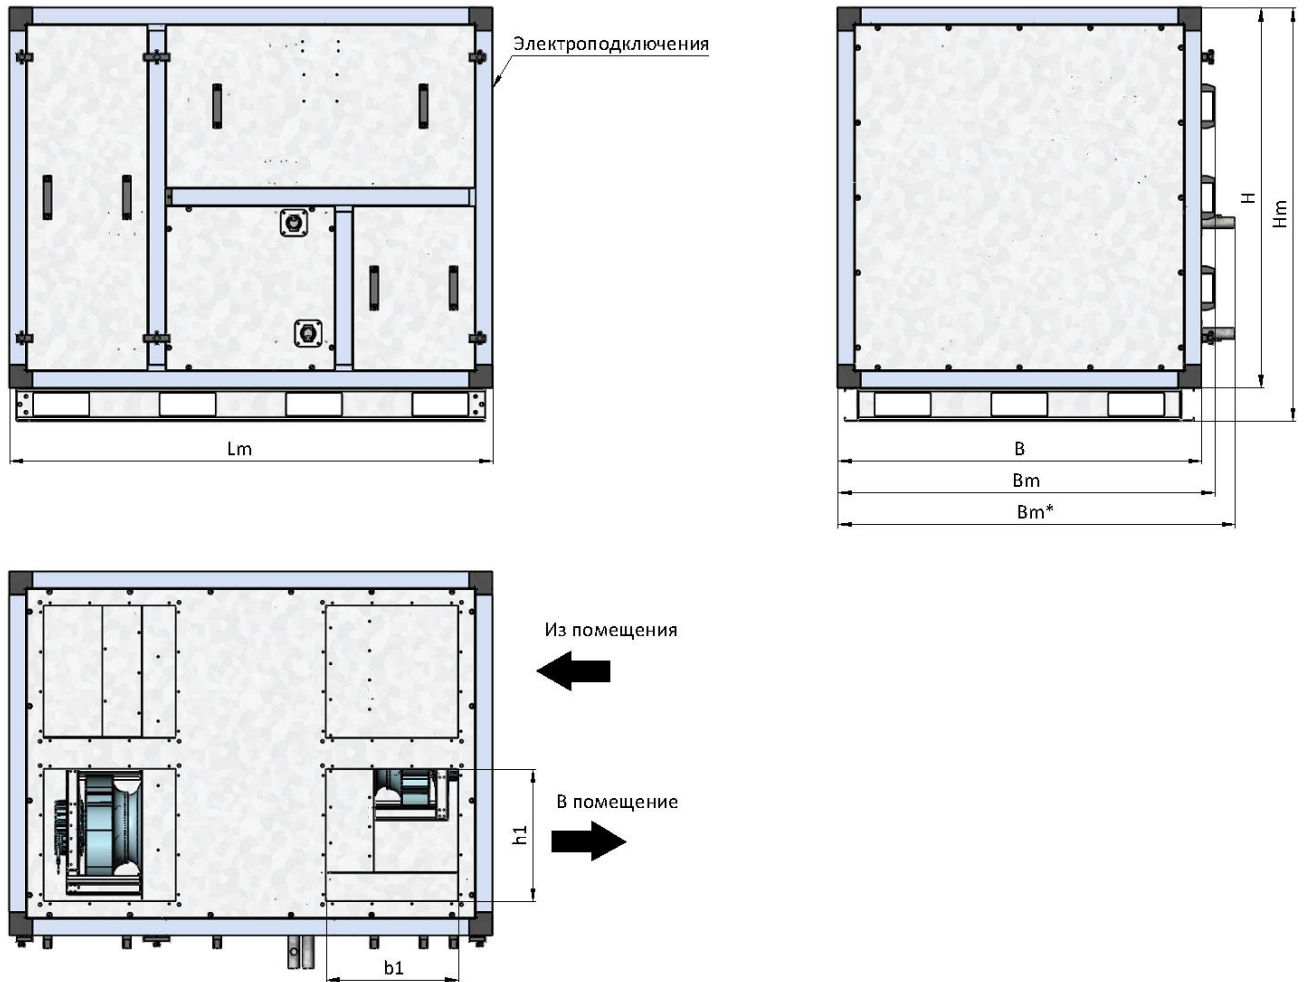 Электроподключения
H
Hm
Lm
B
Bm
Bm*
Из помещения
В помещение
h1
b1